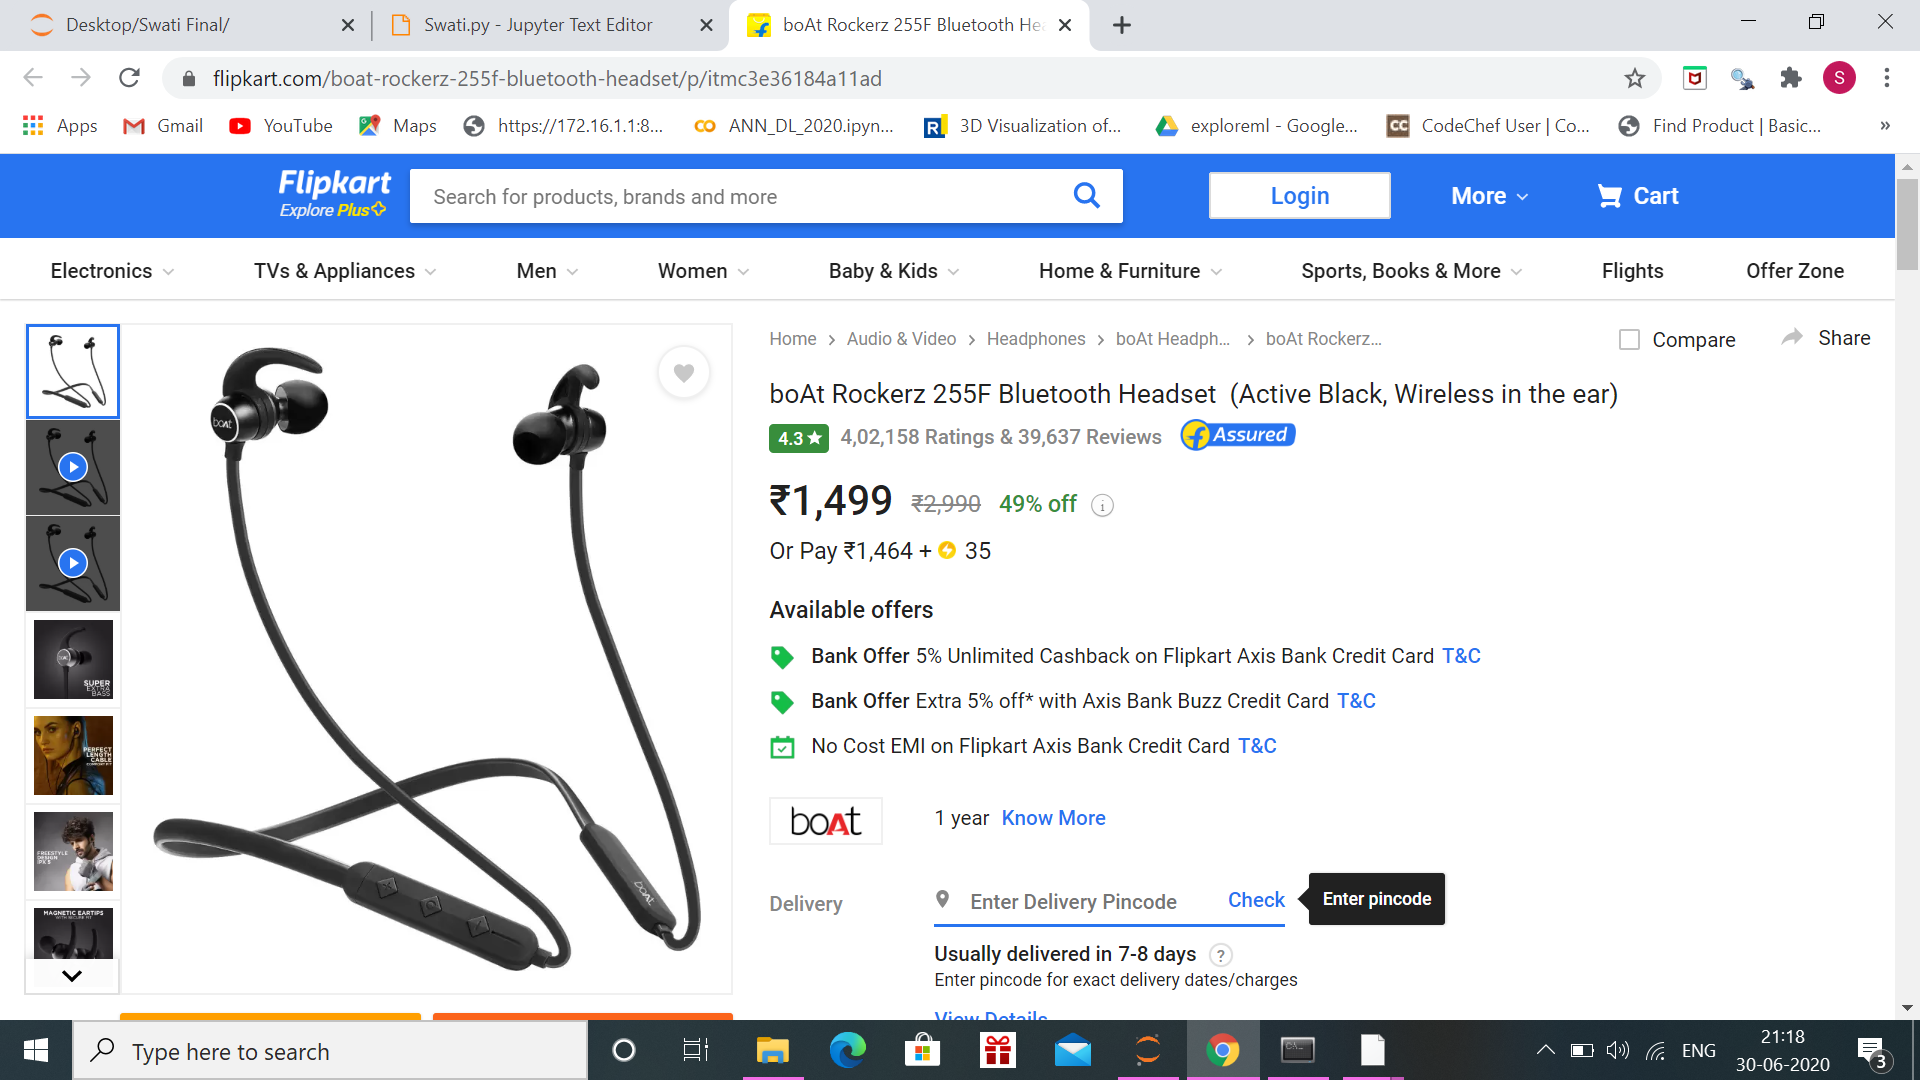 Desktop/Swati Final/
Swati.py - Jupyter Text Editor
boAt Rockerz 255F Bluetooth He
flipkart.com/boat-rockerz-255f-bluetooth-headset/p/itmc3e36184a11ad
S
Apps
Gmail
YouTube
Maps
https://172.16.1.1:8...
ANN_DL_2020.ipyn...
3D Visualization of...
exploreml - Google...
CodeChef User | Co...
Find Product | Basic...
»
Flipkart
Explore Plus
Search for products, brands and more
Login
More
Cart
Electronics
TVs & Appliances
Men
Women
Baby & Kids
Home & Furniture
Sports, Books & More
Flights
Offer Zone
Home > Audio & Video > Headphones > boAt Headph... > boAt Rockerz...
Compare
Share
boAt Rockerz 255F Bluetooth Headset (Active Black, Wireless in the ear)
4.3★ 4,02,158 Ratings & 39,637 Reviews
Assured
₹1,499 ₹2,990 49% off
Or Pay ₹1,464 + 35
Available offers
Bank Offer 5% Unlimited Cashback on Flipkart Axis Bank Credit Card T&C
Bank Offer Extra 5% off* with Axis Bank Buzz Credit Card T&C
No Cost EMI on Flipkart Axis Bank Credit Card T&C
boAt
1 year Know More
Delivery
Enter Delivery Pincode
Check
Enter pincode
Usually delivered in 7-8 days ?
Enter pincode for exact delivery dates/charges
View Details
boAt
boAt
SUPER
EXTRA
BASS
PERFECT
LENGTH
CABLE
FREESTYLE
DESIGN
IPX 5
MAGNETIC EARTIPS
Type here to search
ENG
21:18
30-06-2020
3